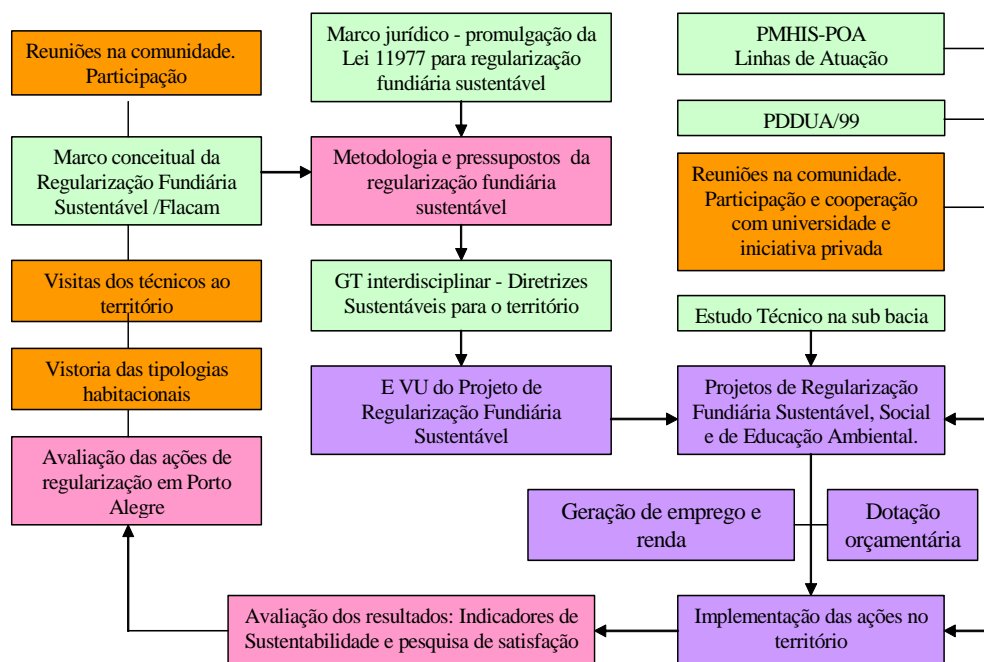 Reuniões na comunidade.
Participação
Marco conceitual da
Regularização Fundiária
Sustentável /Flacam
Visitas dos técnicos ao
território
Vistoria das tipologias
habitacionais
Avaliação das ações de
regularização em Porto
Alegre
Marco jurídico - promulgação da
Lei 11977 para regularização
fundiária sustentável
Metodologia e pressupostos da
regularização fundiária
sustentável
GT interdisciplinar - Diretrizes
Sustentáveis para o território
E VU do Projeto de
Regularização Fundiária
Sustentável
PMHIS-POA
Linhas de Atuação
PDDUA/99
Reuniões na comunidade.
Participação e cooperação
com universidade e
iniciativa privada
Estudo Técnico na sub bacia
Projetos de Regularização
Fundiária Sustentável, Social
e de Educação Ambiental.
Geração de emprego e
renda
Dotação
orçamentária
Avaliação dos resultados: Indicadores de
Sustentabilidade e pesquisa de satisfação
Implementação das ações no
território